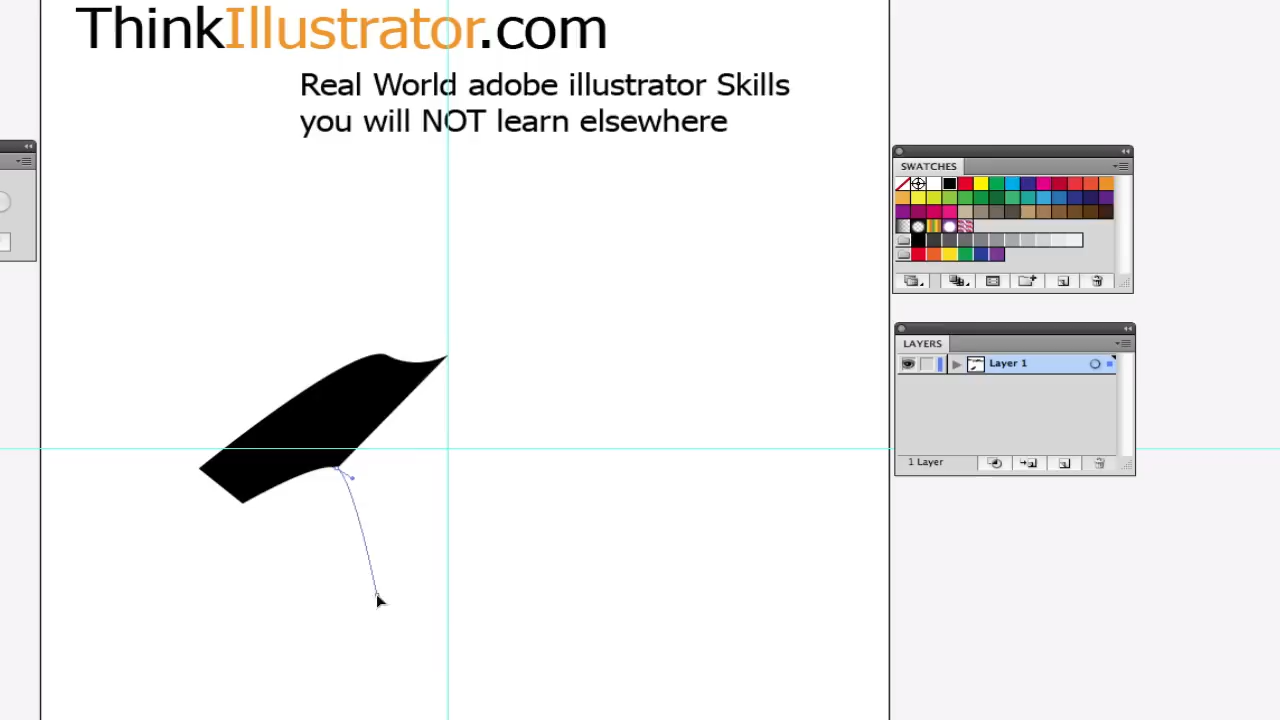 ThinkIllustrator.com
Real World adobe illustrator Skills
you will NOT learn elsewhere
SWATCHES
LAYERS
Layer 1
1 Layer